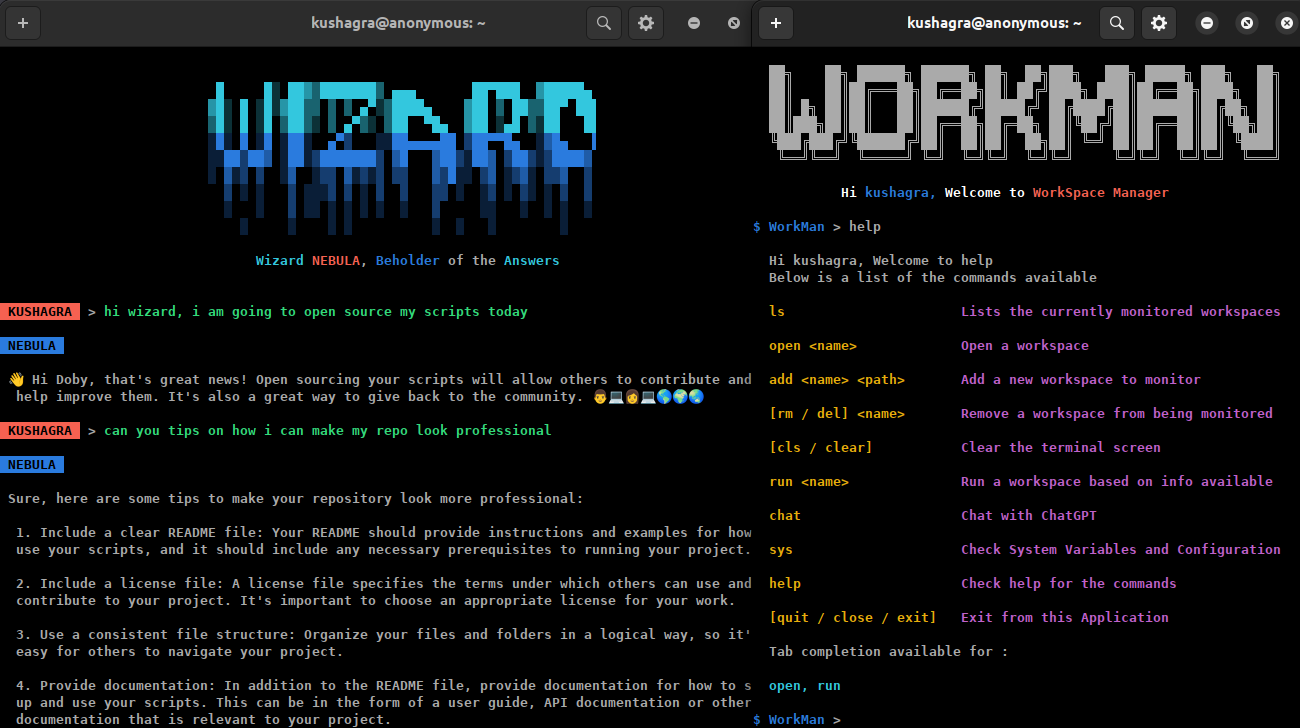 kushagra@anonymous: ~
WIZARD
Wizard NEBULA, Beholder of the Answers
KUSHAGRA > hi wizard, i am going to open source my scripts today
NEBULA
👋 Hi Doby, that's great news! Open sourcing your scripts will allow others to contribute and
help improve them. It's also a great way to give back to the community. 👨💻👩💻🌎🌍🌏
KUSHAGRA > can you tips on how i can make my repo look professional
NEBULA
Sure, here are some tips to make your repository look more professional:
1. Include a clear README file: Your README should provide instructions and examples for how
use your scripts, and it should include any necessary prerequisites to running your project.
2. Include a license file: A license file specifies the terms under which others can use and
contribute to your project. It's important to choose an appropriate license for your work.
3. Use a consistent file structure: Organize your files and folders in a logical way, so it'
easy for others to navigate your project.
4. Provide documentation: In addition to the README file, provide documentation for how to s
up and use your scripts. This can be in the form of a user guide, API documentation or other
documentation that is relevant to your project.
kushagra@anonymous: ~
WORKMAN
Hi kushagra, Welcome to WorkSpace Manager
$ WorkMan > help
Hi kushagra, Welcome to help
Below is a list of the commands available
ls Lists the currently monitored workspaces
open <name> Open a workspace
add <name> <path> Add a new workspace to monitor
[rm / del] <name> Remove a workspace from being monitored
[cls / clear] Clear the terminal screen
run <name> Run a workspace based on info available
chat Chat with ChatGPT
sys Check System Variables and Configuration
help Check help for the commands
[quit / close / exit] Exit from this Application
Tab completion available for :
open, run
$ WorkMan >